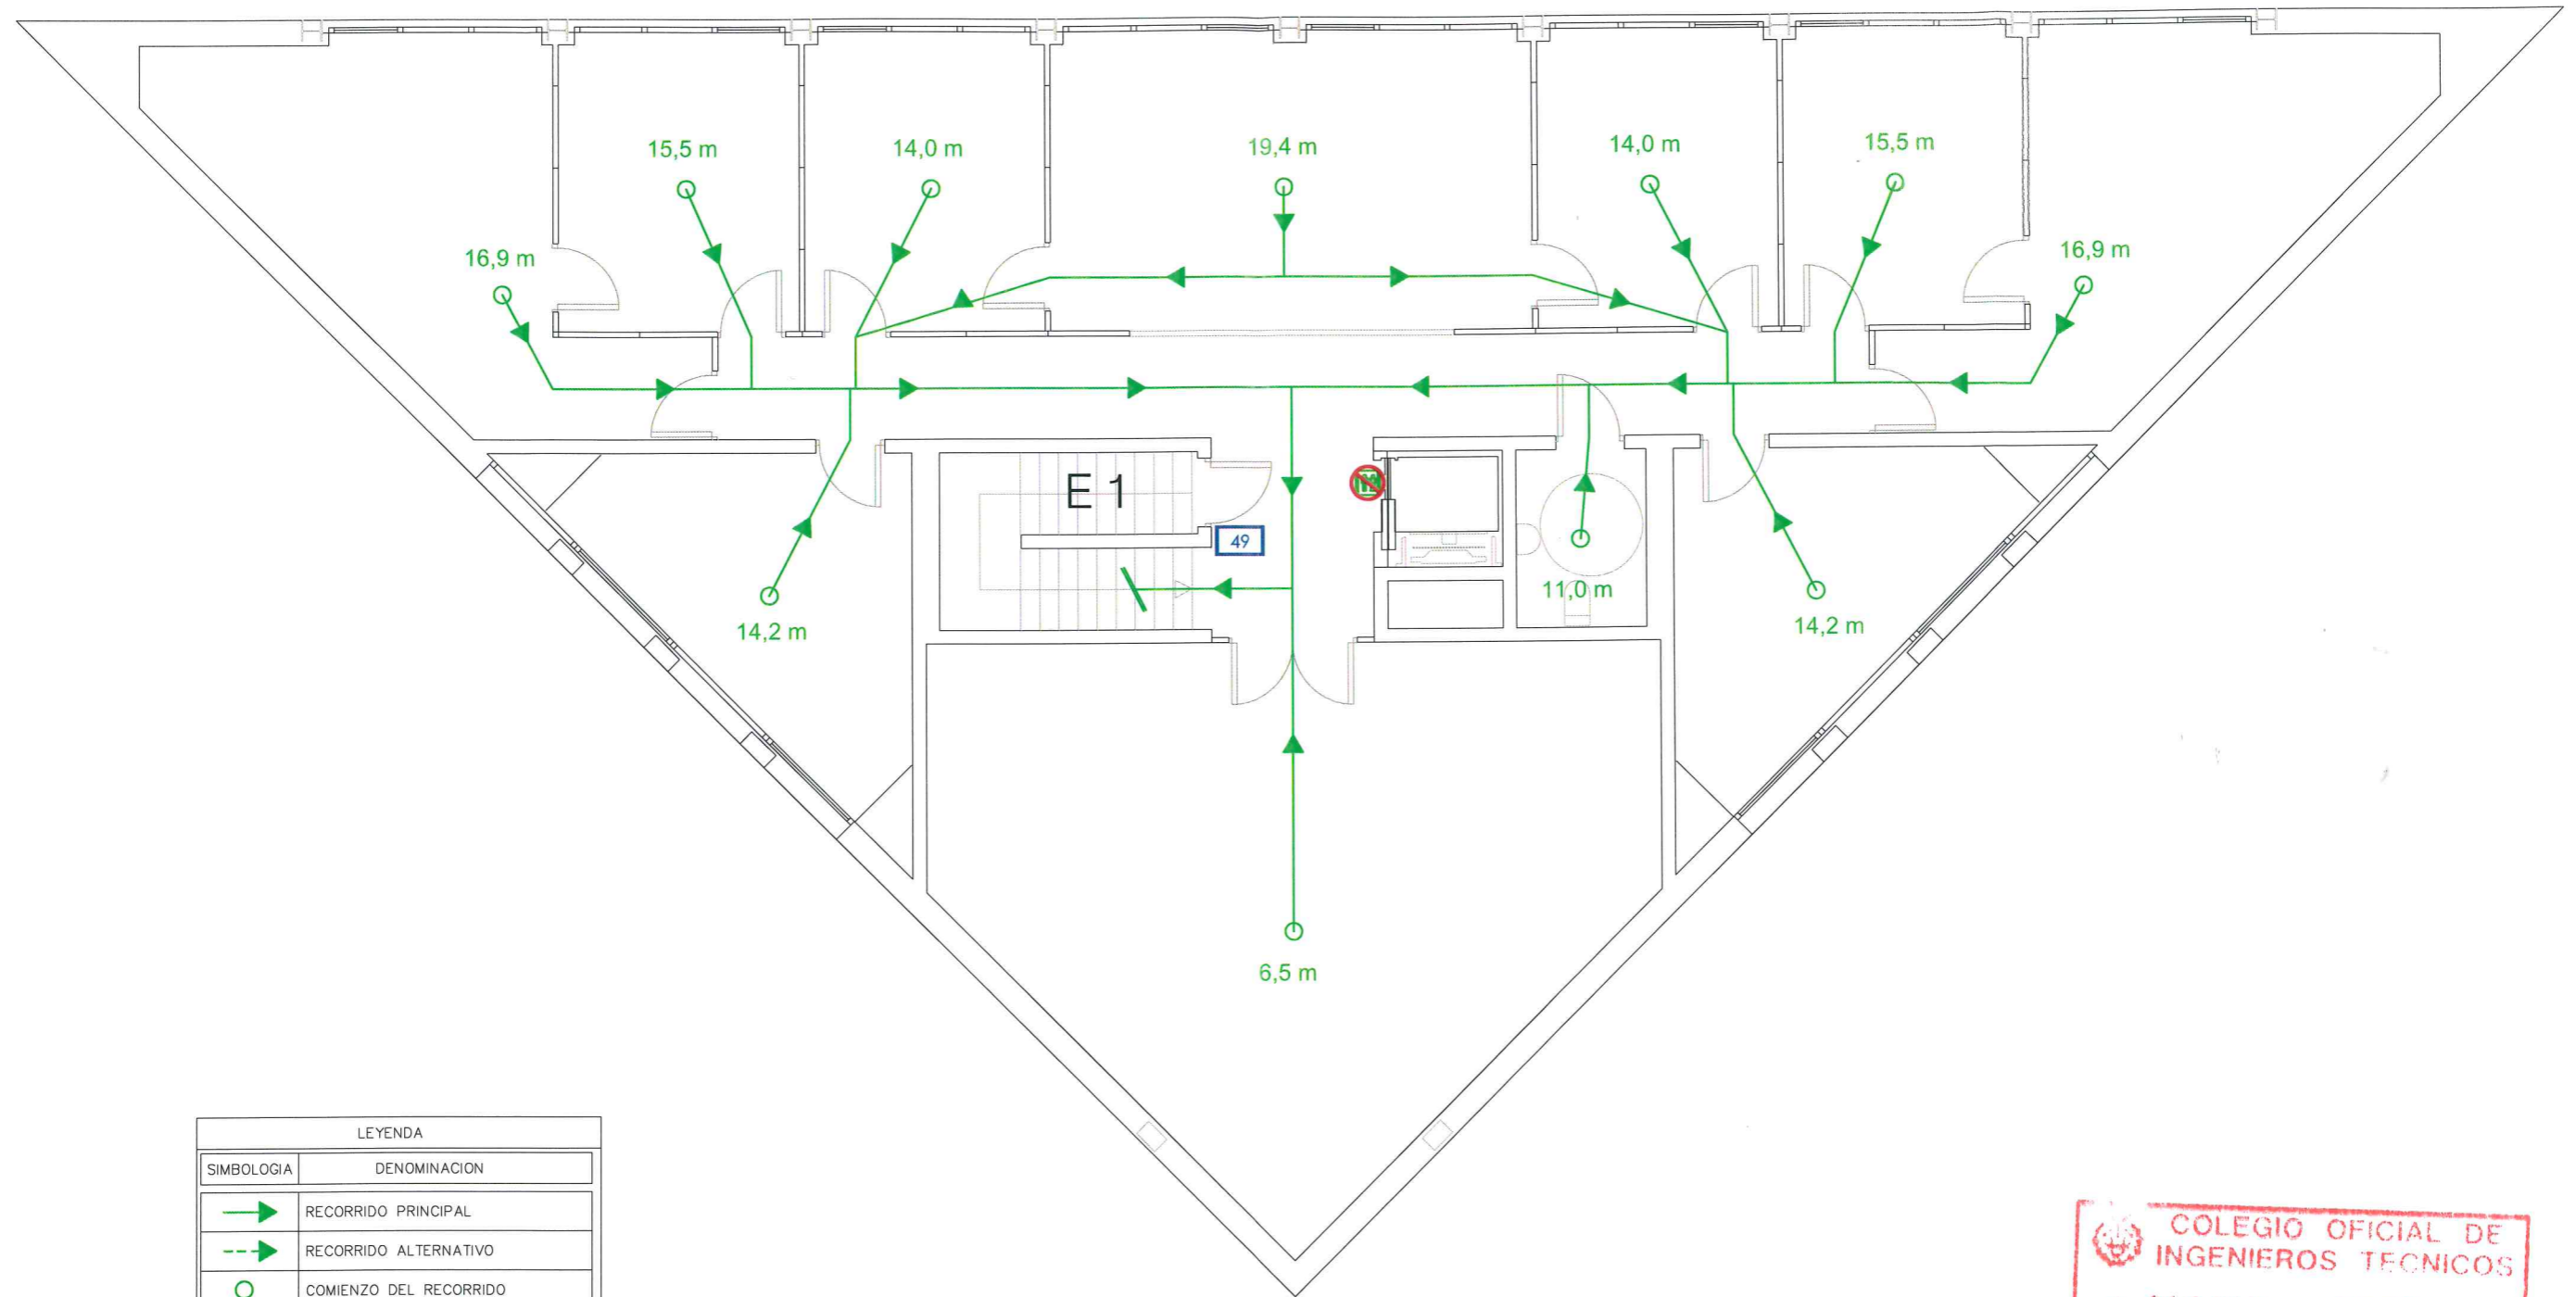 15,5 m
14,0 m
19,4 m
14,0 m
15,5 m
16,9 m
16,9 m
E 1
49
11,0 m
14,2 m
14,2 m
6,5 m
LEYENDA
SIMBOLOGIA DENOMINACION
RECORRIDO PRINCIPAL
RECORRIDO ALTERNATIVO
COMIENZO DEL RECORRIDO
COLEGIO OFICIAL DE
INGENIEROS TECNICOS